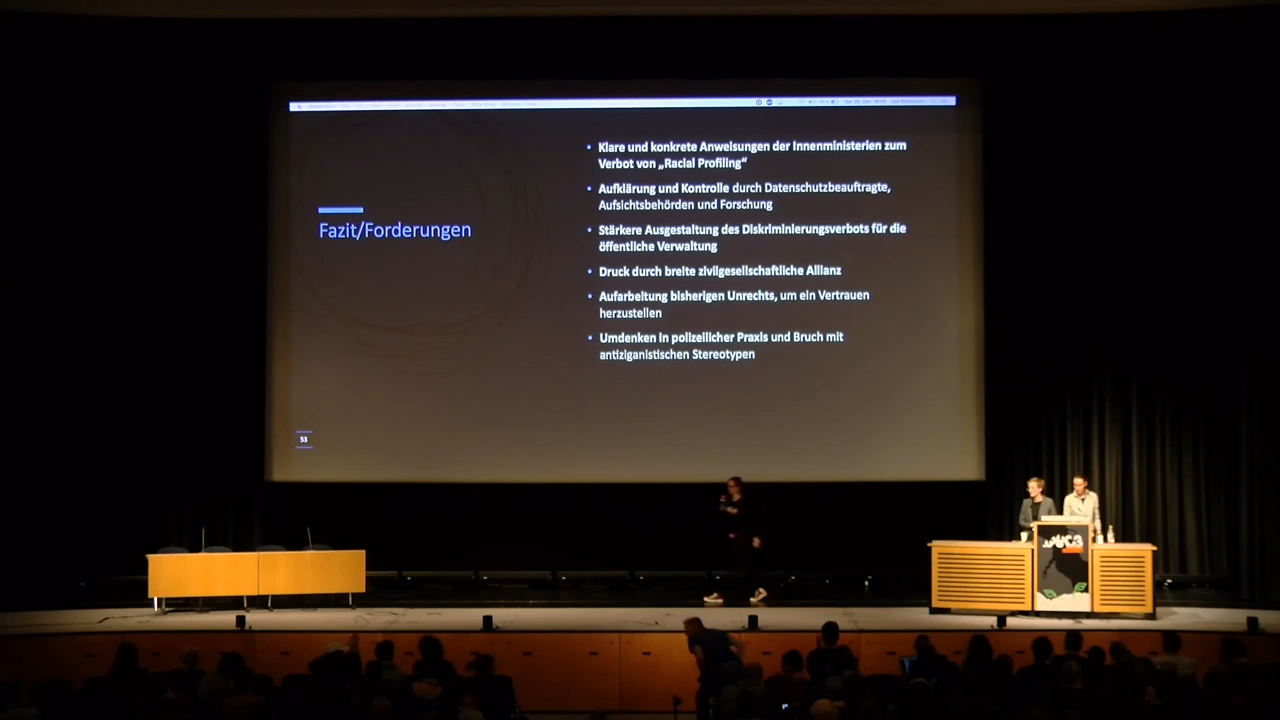 Fazit/Forderungen
• Klare und konkrete Anweisungen der Innenministerien zum
Verbot von „Racial Profiling“
• Aufklärung und Kontrolle durch Datenschutzbeauftragte,
Aufsichtsbehörden und Forschung
• Stärkere Ausgestaltung des Diskriminierungsverbots für die
öffentliche Verwaltung
• Druck durch breite zivilgesellschaftliche Allianz
• Aufarbeitung bisherigen Unrechts, um ein Vertrauen
herzustellen
• Umdenken in polizeilicher Praxis und Bruch mit
antiziganistischen Stereotypen
53